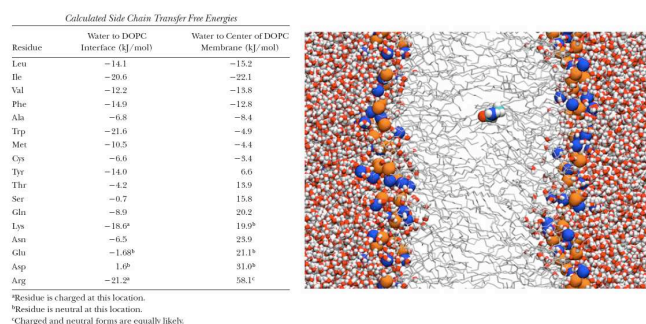 Calculated Side Chain Transfer Free Energies
Water to DOPC Water to Center of DOPC
Residue Interface (kJ/mol) Membrane (kJ/mol)
Leu −14.1 −15.2
Ile −20.6 −22.1
Val −12.2 −13.8
Phe −14.9 −12.8
Ala −6.8 −8.4
Trp −21.6 −4.9
Met −10.5 −4.4
Cys −6.6 −3.4
Tyr −14.0 6.6
Thr −4.2 13.9
Ser −0.7 15.8
Gln −8.9 20.2
Lys −18.6ᵃ 19.9ᵇ
Asn −6.5 23.9
Glu −1.68ᵇ 21.1ᵇ
Asp 1.6ᵇ 31.0ᵇ
Arg −21.2ᵃ 58.1ᶜ
ᵃResidue is charged at this location.
ᵇResidue is neutral at this location.
ᶜCharged and neutral forms are equally likely.